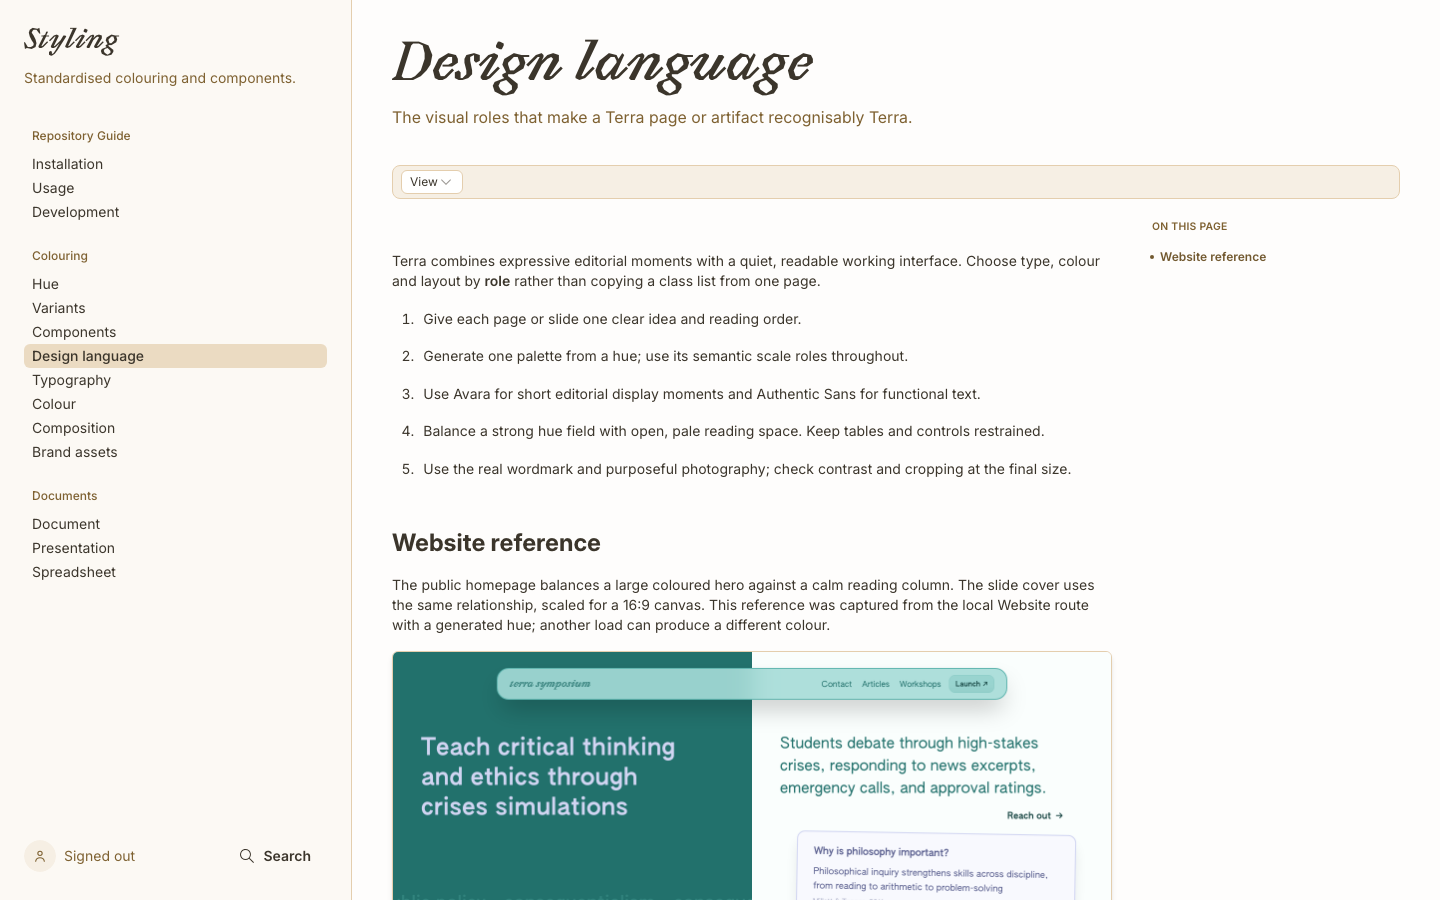 Styling
Standardised colouring and components.
Repository Guide
Installation
Usage
Development
Colouring
Hue
Variants
Components
Design language
Typography
Colour
Composition
Brand assets
Documents
Document
Presentation
Spreadsheet
Signed out
Search
Design language
The visual roles that make a Terra page or artifact recognisably Terra.
View
ON THIS PAGE
Website reference
Terra combines expressive editorial moments with a quiet, readable working interface. Choose type, colour
and layout by role rather than copying a class list from one page.
1. Give each page or slide one clear idea and reading order.
2. Generate one palette from a hue; use its semantic scale roles throughout.
3. Use Avara for short editorial display moments and Authentic Sans for functional text.
4. Balance a strong hue field with open, pale reading space. Keep tables and controls restrained.
5. Use the real wordmark and purposeful photography; check contrast and cropping at the final size.
Website reference
The public homepage balances a large coloured hero against a calm reading column. The slide cover uses
the same relationship, scaled for a 16:9 canvas. This reference was captured from the local Website route
with a generated hue; another load can produce a different colour.
terra symposium
Contact Articles Workshops Launch ↗
Teach critical thinking
and ethics through
crises simulations
Students debate through high-stakes
crises, responding to news excerpts,
emergency calls, and approval ratings.
Reach out →
Why is philosophy important?
Philosophical inquiry strengthens skills across discipline,
from reading to arithmetic to problem-solving